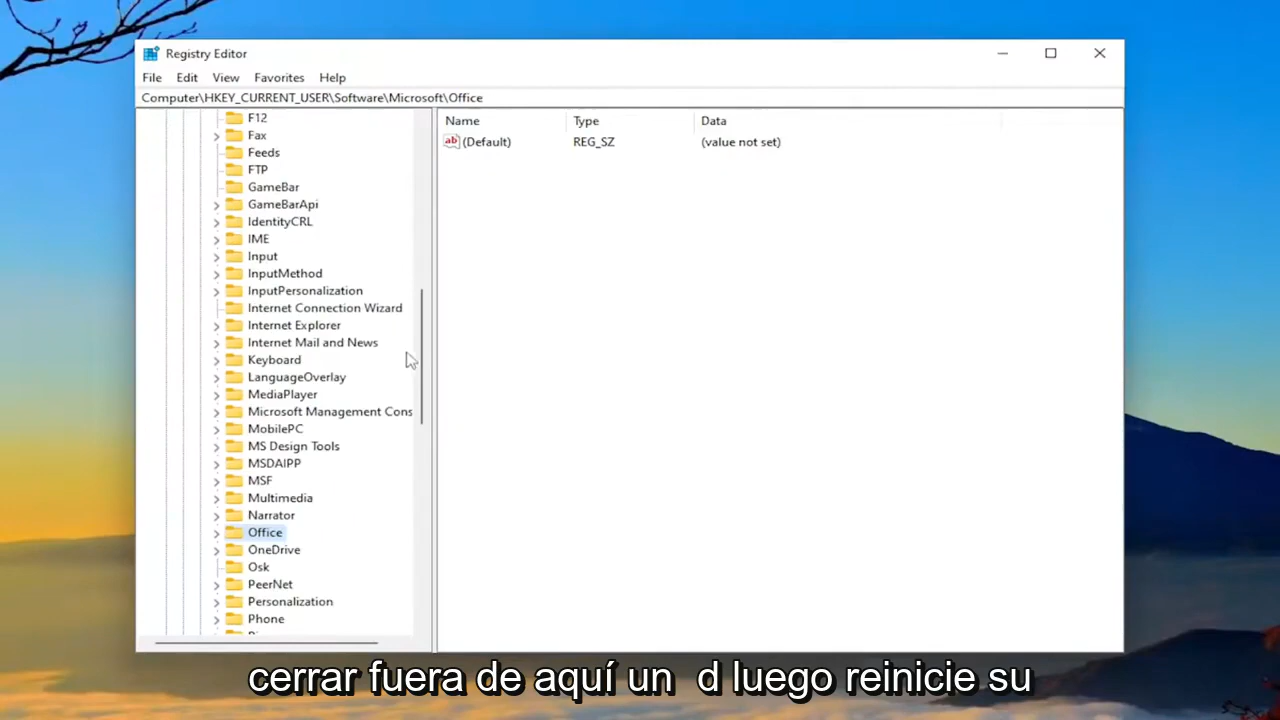 Registry Editor
File Edit View Favorites Help
Computer\HKEY_CURRENT_USER\Software\Microsoft\Office
F12
Fax
Feeds
FTP
GameBar
GameBarApi
IdentityCRL
IME
Input
InputMethod
InputPersonalization
Internet Connection Wizard
Internet Explorer
Internet Mail and News
Keyboard
LanguageOverlay
MediaPlayer
Microsoft Management Cons
MobilePC
MS Design Tools
MSDAIPP
MSF
Multimedia
Narrator
Office
OneDrive
Osk
PeerNet
Personalization
Phone
Name Type Data
ab (Default) REG_SZ (value not set)
cerrar fuera de aquí un d luego reinicie su